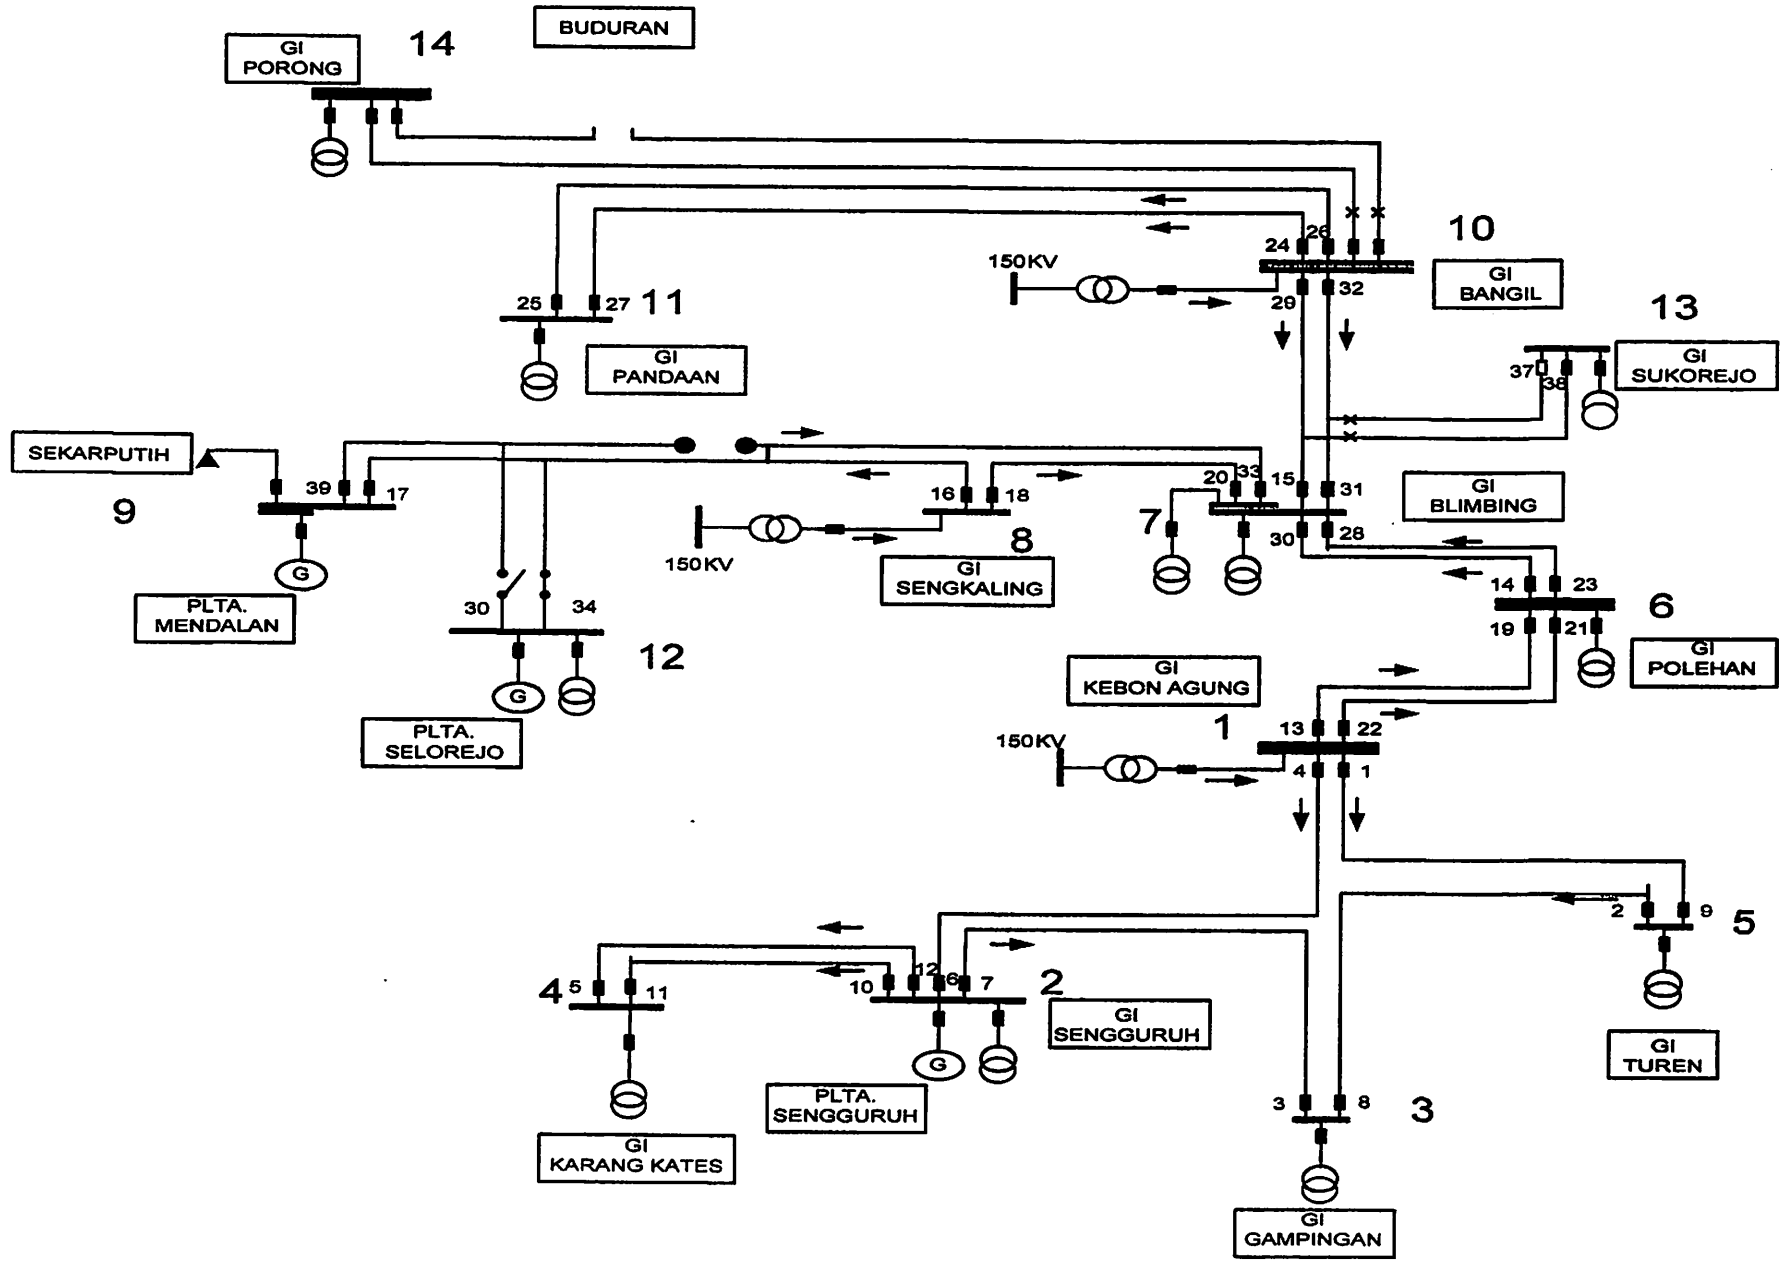 BUDURAN
14
GI
PORONG
10
24
26
GI
BANGIL
150KV
29
32
25
27
11
GI
PANDAAN
13
GI
SUKOREJO
37
38
SEKARPUTIH
9
39
17
G
PLTA.
MENDALAN
30
34
12
G
PLTA.
SELOREJO
16
18
8
150KV
GI
SENGKALING
20
33
15
31
7
30
28
GI
BLIMBING
14
23
6
19
21
GI
POLEHAN
GI
KEBON AGUNG
1
13
22
150KV
4
1
2
9
5
GI
TUREN
4
5
11
GI
KARANG KATES
10
12
6
7
2
GI
SENGGURUH
G
PLTA.
SENGGURUH
3
8
3
GI
GAMPINGAN